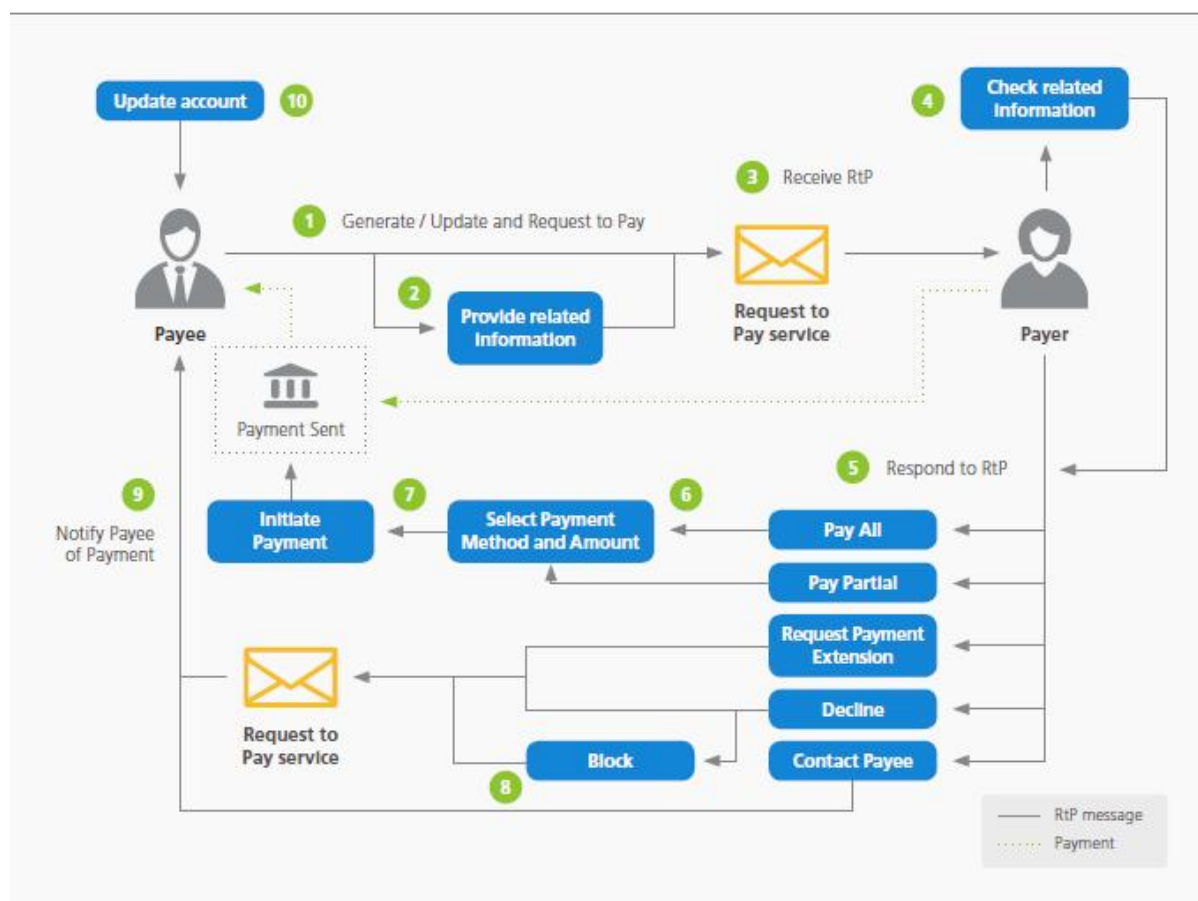 Update account
10
4
Check related
Information
3
Receive RtP
1
Generate / Update and Request to Pay
2
Provide related
Information
Payee
Request to
Pay service
Payer
Payment Sent
5
Respond to RtP
9
Notify Payee
of Payment
Initiate
Payment
7
Select Payment
Method and Amount
6
Pay All
Pay Partial
Request Payment
Extension
Decline
Request to
Pay service
Block
8
Contact Payee
RtP message
Payment